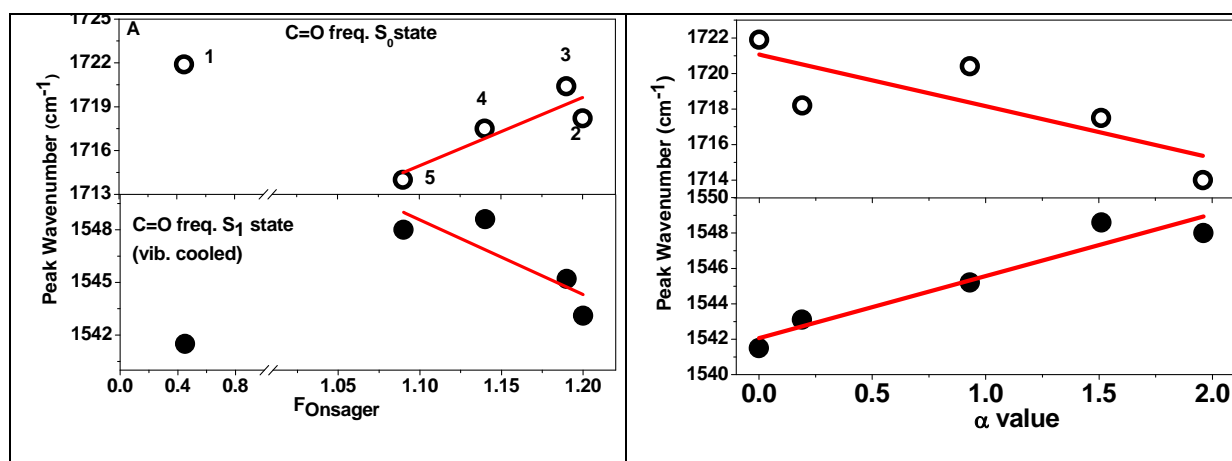 1725
A
C=O freq. S₀ state
1722
1719
1716
1713
1
3
4
2
5
Peak Wavenumber (cm⁻¹)
C=O freq. S₁ state
(vib. cooled)
1548
1545
1542
0.0 0.4 0.8 1.05 1.10 1.15 1.20
F_Onsager
1722
1720
1718
1716
1714
1550
1548
1546
1544
1542
1540
Peak Wavenumber (cm⁻¹)
0.0 0.5 1.0 1.5 2.0
α value